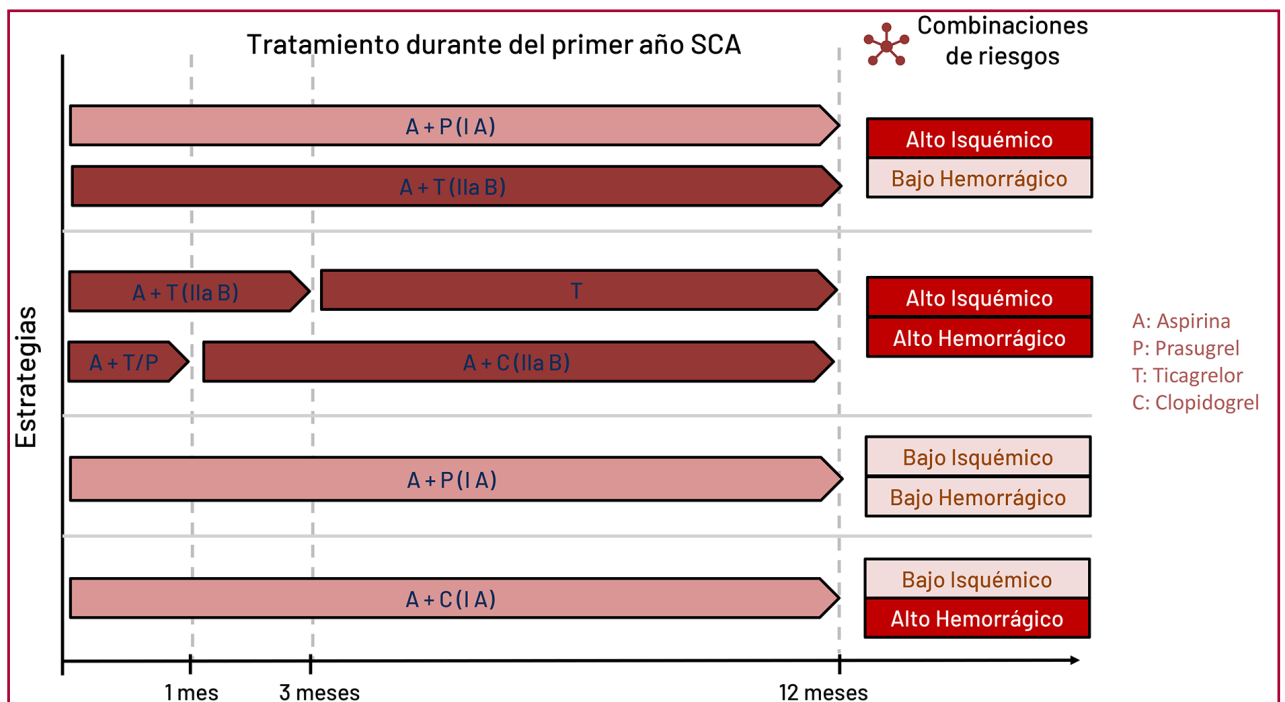 Tratamiento durante del primer año SCA
Combinaciones
de riesgos
A + P (I A)
A + T (IIa B)
Alto Isquémico
Bajo Hemorrágico
A + T (IIa B)
T
A + T/P
A + C (IIa B)
Alto Isquémico
Alto Hemorrágico
A: Aspirina
P: Prasugrel
T: Ticagrelor
C: Clopidogrel
Estrategias
A + P (I A)
Bajo Isquémico
Bajo Hemorrágico
A + C (I A)
Bajo Isquémico
Alto Hemorrágico
1 mes
3 meses
12 meses